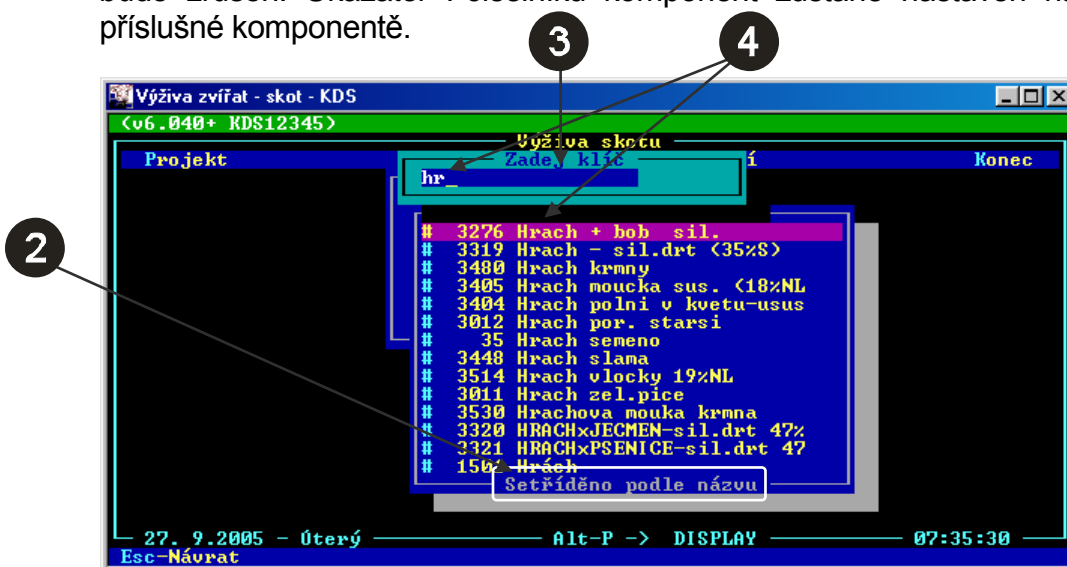 příslušné komponentě.
3
4
Výživa zvířat - skot - KDS
(v6.040+ KDS12345)
Výživa skotu
Projekt
í
Konec
Zadej klíč
hr_
2
# 3276 Hrach + bob sil.
# 3319 Hrach - sil.drt (35%S)
# 3480 Hrach krmny
# 3405 Hrach moucka sus. (18%NL
# 3404 Hrach polni v kvetu-usus
# 3012 Hrach por. starsi
# 35 Hrach semeno
# 3448 Hrach slama
# 3514 Hrach vlocky 19%NL
# 3011 Hrach zel.pice
# 3530 Hrachova mouka krmna
# 3320 HRACHxJECMEN-sil.drt 47%
# 3321 HRACHxPSENICE-sil.drt 47
# Hrách
Setříděno podle názvu
27. 9.2005 - Úterý
Alt-P -> DISPLAY
07:35:30
Esc-Návrat